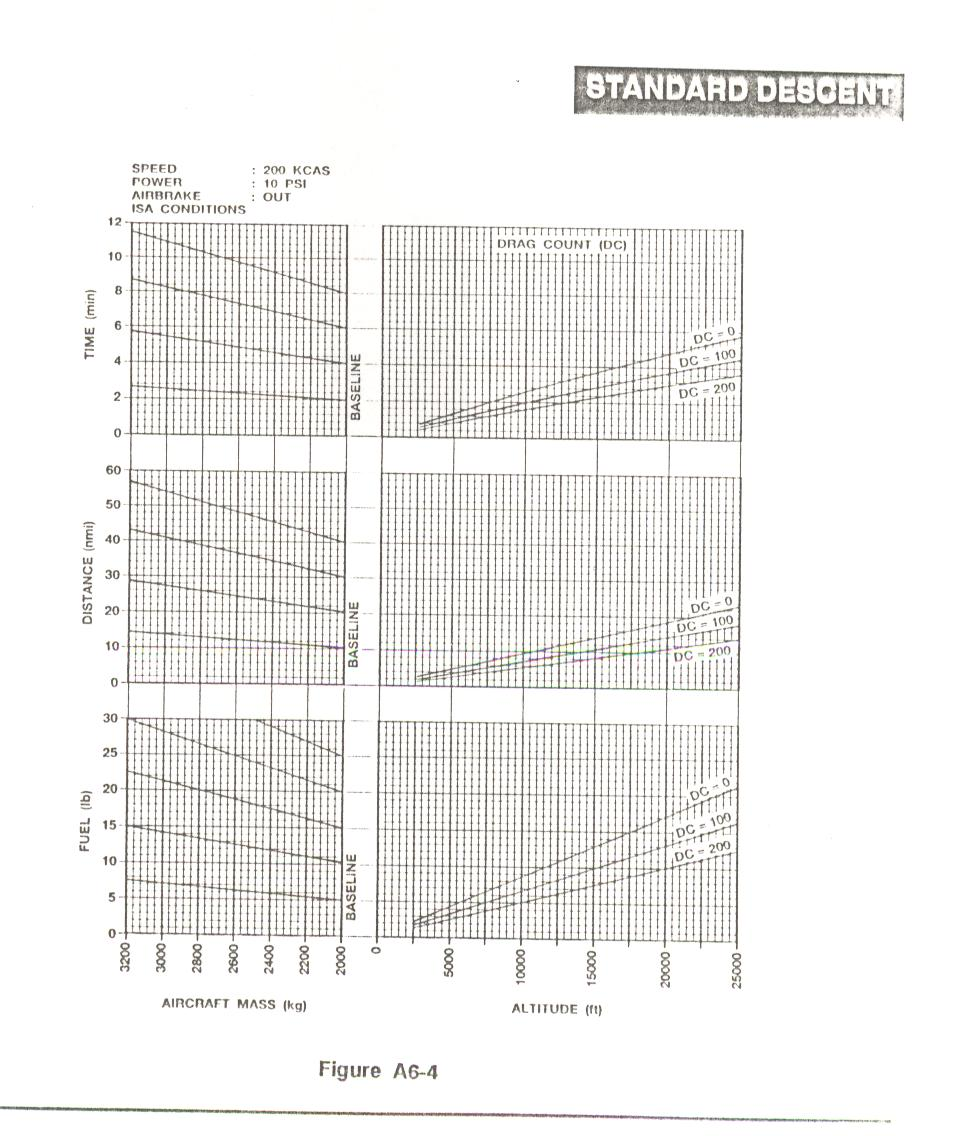 STANDARD DESCENT
SPEED : 200 KCAS
POWER : 10 PSI
AIRBRAKE : OUT
ISA CONDITIONS
12
10
8
6
4
2
0
TIME (min)
BASELINE
DRAG COUNT (DC)
DC = 0
DC = 100
DC = 200
60
50
40
30
20
10
0
DISTANCE (nmi)
BASELINE
DC = 0
DC = 100
DC = 200
30
25
20
15
10
5
0
FUEL (lb)
BASELINE
DC = 0
DC = 100
DC = 200
3200 3000 2800 2600 2400 2200 2000
0 5000 10000 15000 20000 25000
AIRCRAFT MASS (kg)
ALTITUDE (ft)
Figure A6-4